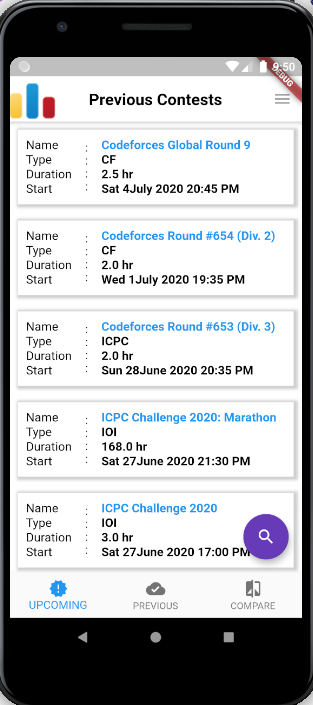 9:50
DEBUG
Previous Contests
Name : Codeforces Global Round 9
Type : CF
Duration : 2.5 hr
Start : Sat 4July 2020 20:45 PM
Name : Codeforces Round #654 (Div. 2)
Type : CF
Duration : 2.0 hr
Start : Wed 1July 2020 19:35 PM
Name : Codeforces Round #653 (Div. 3)
Type : ICPC
Duration : 2.0 hr
Start : Sun 28June 2020 20:35 PM
Name : ICPC Challenge 2020: Marathon
Type : IOI
Duration : 168.0 hr
Start : Sat 27June 2020 21:30 PM
Name : ICPC Challenge 2020
Type : IOI
Duration : 3.0 hr
Start : Sat 27June 2020 17:00 PM
UPCOMING PREVIOUS COMPARE